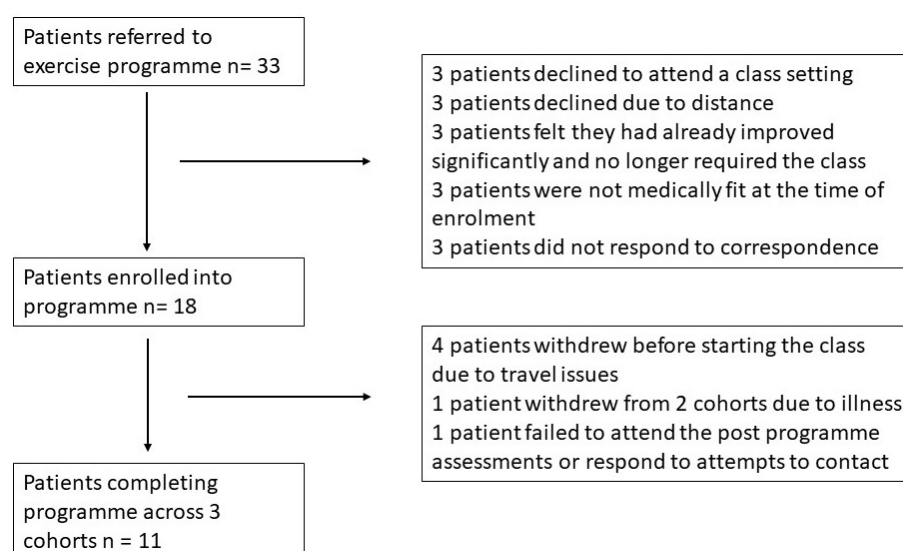 Patients referred to
exercise programme n= 33
3 patients declined to attend a class setting
3 patients declined due to distance
3 patients felt they had already improved
significantly and no longer required the class
3 patients were not medically fit at the time of
enrolment
3 patients did not respond to correspondence
Patients enrolled into
programme n= 18
4 patients withdrew before starting the class
due to travel issues
1 patient withdrew from 2 cohorts due to illness
1 patient failed to attend the post programme
assessments or respond to attempts to contact
Patients completing
programme across 3
cohorts n = 11